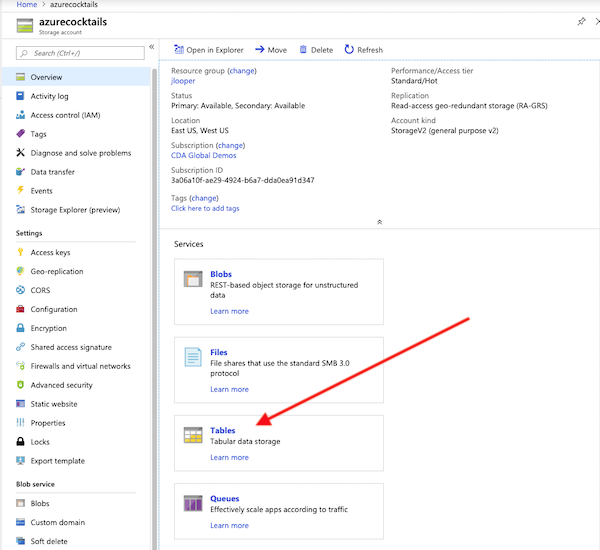 Home > azurecocktails
azurecocktails
Storage account
Search (Ctrl+/)
Overview
Activity log
Access control (IAM)
Tags
Diagnose and solve problems
Data transfer
Events
Storage Explorer (preview)
Settings
Access keys
Geo-replication
CORS
Configuration
Encryption
Shared access signature
Firewalls and virtual networks
Advanced security
Static website
Properties
Locks
Export template
Blob service
Blobs
Custom domain
Soft delete
Open in Explorer Move Delete Refresh
Resource group (change)
jlooper
Status
Primary: Available, Secondary: Available
Location
East US, West US
Subscription (change)
CDA Global Demos
Subscription ID
3a06a10f-ae29-4924-b6a7-dda0ea91d347
Tags (change)
Click here to add tags
Performance/Access tier
Standard/Hot
Replication
Read-access geo-redundant storage (RA-GRS)
Account kind
StorageV2 (general purpose v2)
Services
Blobs
REST-based object storage for unstructured
data
Learn more
Files
File shares that use the standard SMB 3.0
protocol
Learn more
Tables
Tabular data storage
Learn more
Queues
Effectively scale apps according to traffic
Learn more